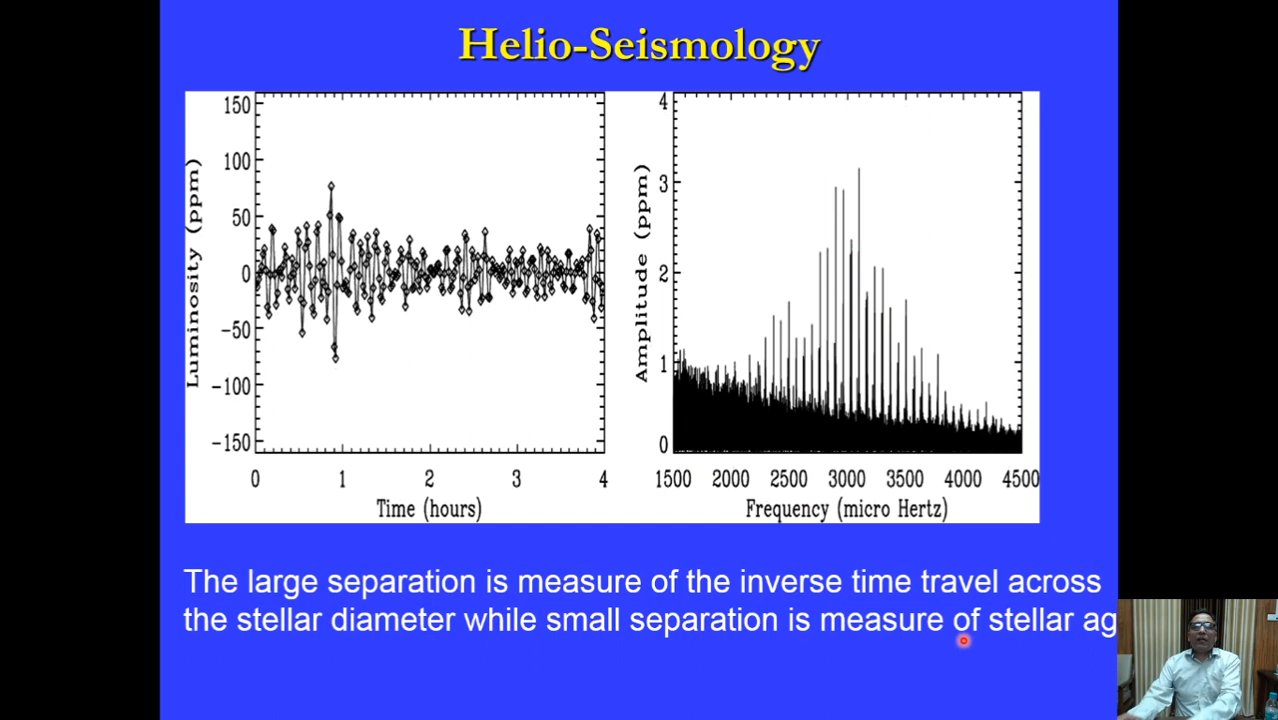 Helio-Seismology
150
100
50
0
−50
−100
−150
Luminosity (ppm)
0 1 2 3 4
Time (hours)
4
3
2
1
0
Amplitude (ppm)
1500 2000 2500 3000 3500 4000 4500
Frequency (micro Hertz)
The large separation is measure of the inverse time travel across
the stellar diameter while small separation is measure of stellar ag